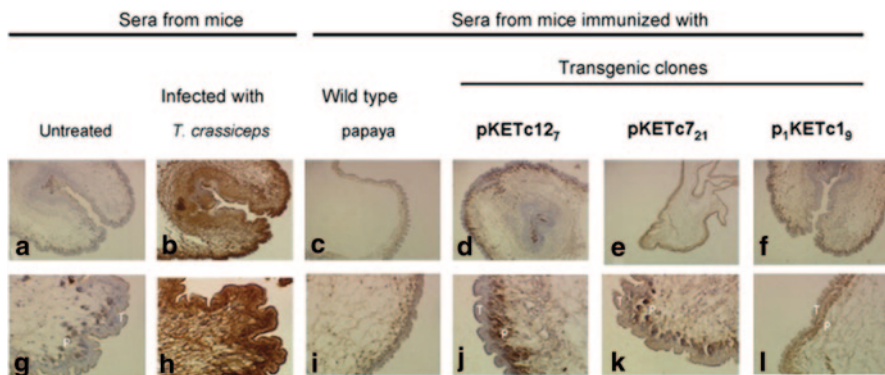 Sera from mice
Sera from mice immunized with
Transgenic clones
Infected with
Wild type
Untreated
T. crassiceps
papaya
pKETc12₇
pKETc7₂₁
p₁KETc1₉
a
b
c
d
e
f
g
T
P
h
i
j
T
P
k
T
P
l
T
P